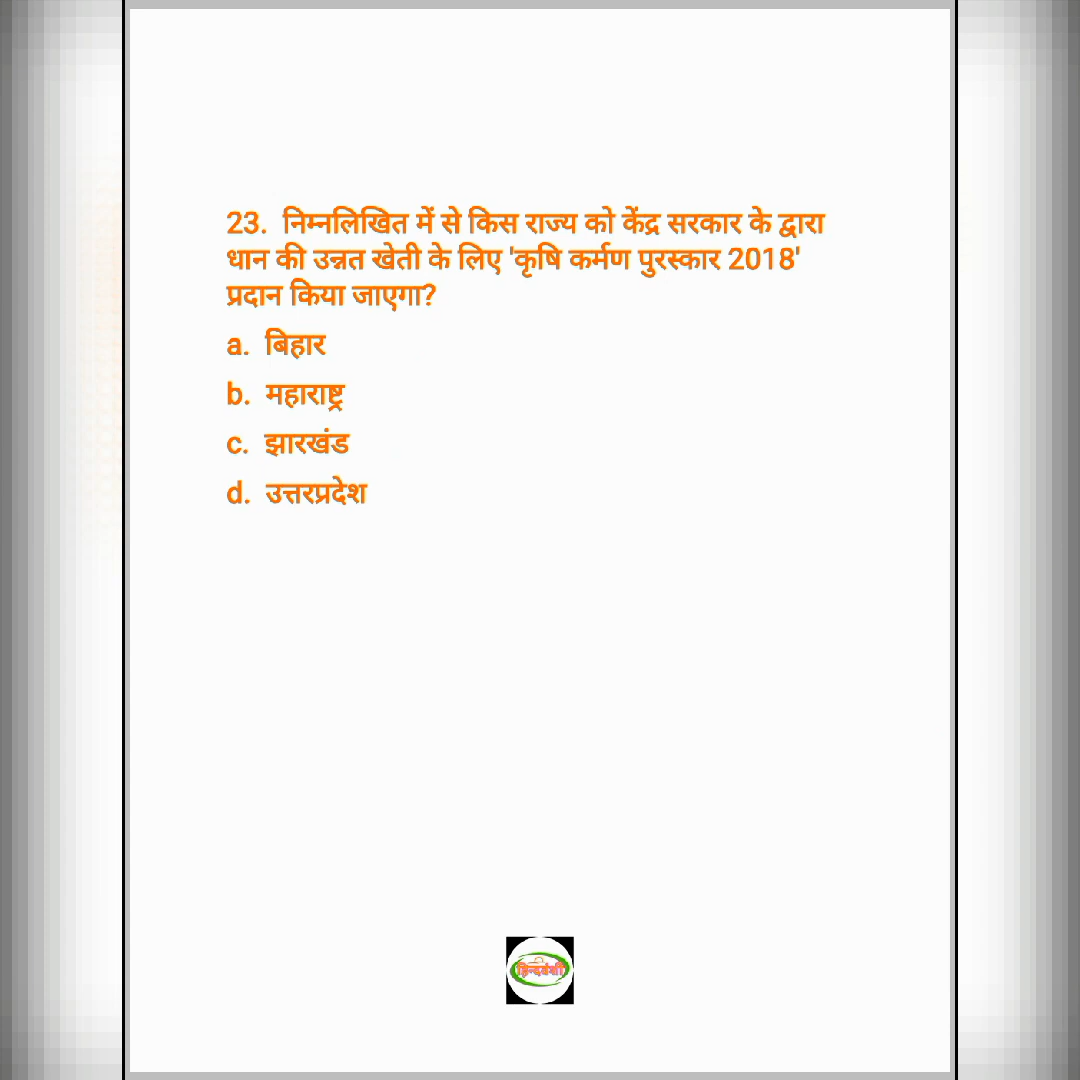 23. निम्नलिखित में से किस राज्य को केंद्र सरकार के द्वारा
धान की उन्नत खेती के लिए 'कृषि कर्मण पुरस्कार 2018'
प्रदान किया जाएगा?
a. बिहार
b. महाराष्ट्र
c. झारखंड
d. उत्तरप्रदेश